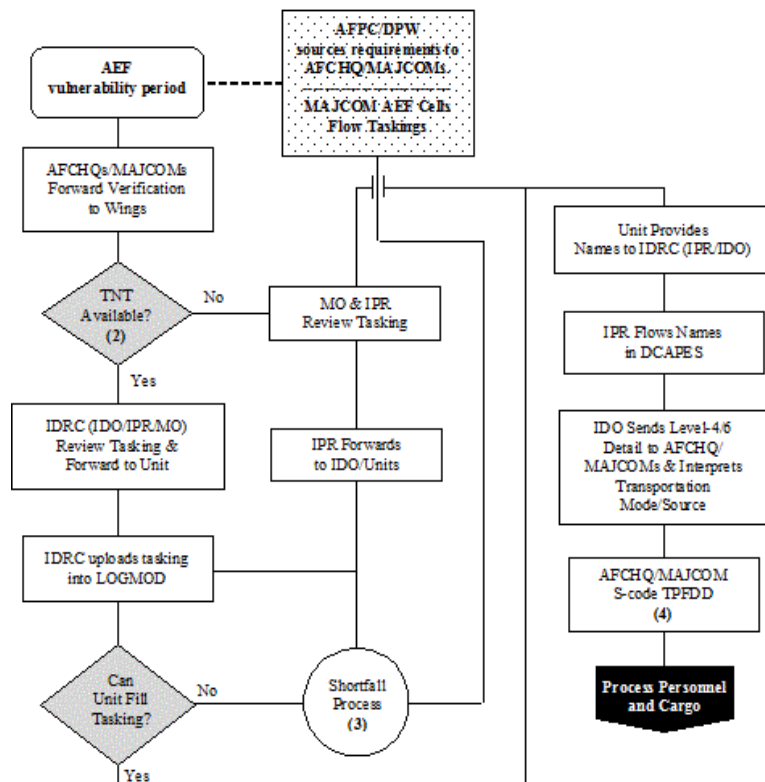 AFPC/DPW
sources requirements to
AFCHQ/MAJCOMs.
MAJCOM AEF Cells
Flow Taskings
AEF
vulnerability period
AFCHQs/MAJCOMs
Forward Verification
to Wings
TNT
Available?
(2)
No
Yes
MO & IPR
Review Tasking
IDRC (IDO/IPR/MO)
Review Tasking &
Forward to Unit
IPR Forwards
to IDO/Units
IDRC uploads tasking
into LOGMOD
Can
Unit Fill
Tasking?
No
Yes
Shortfall
Process
(3)
Unit Provides
Names to IDRC (IPR/IDO)
IPR Flows Names
in DCAPES
IDO Sends Level-4/6
Detail to AFCHQ/
MAJCOMs & Interprets
Transportation
Mode/Source
AFCHQ/MAJCOM
S-code TPFDD
(4)
Process Personnel
and Cargo